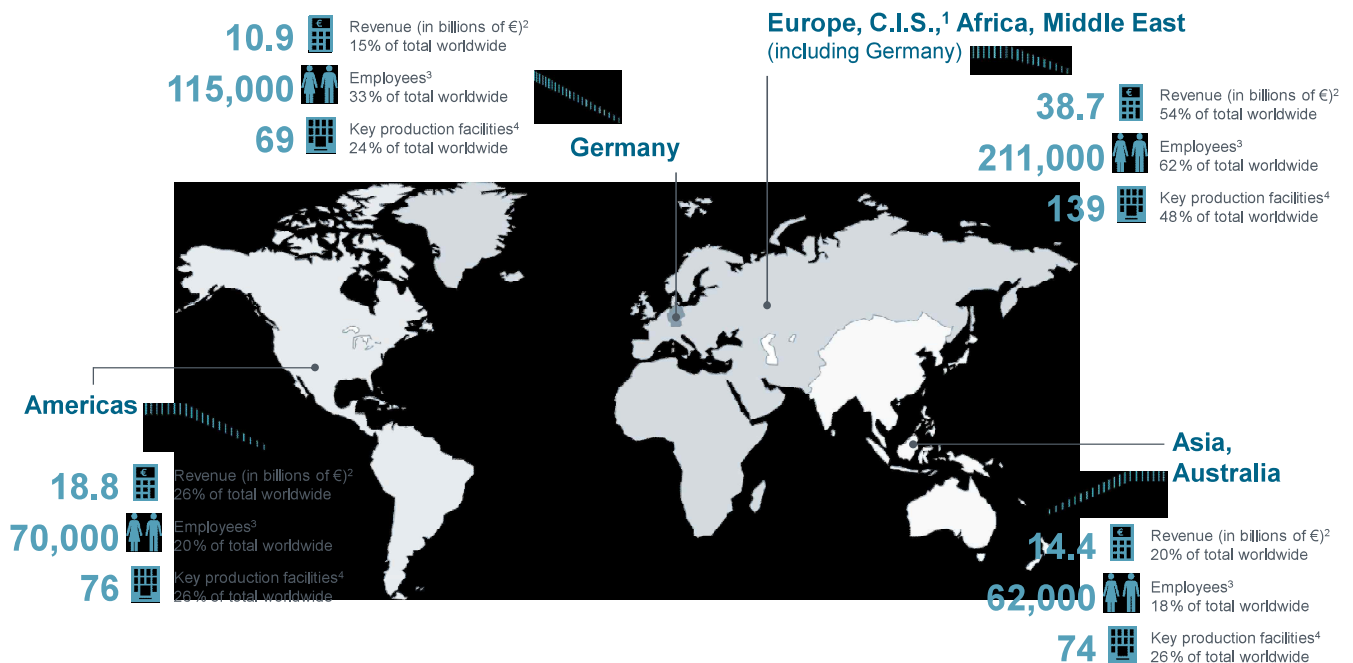 10.9
Revenue (in billions of €)²
15% of total worldwide
115,000
Employees³
33% of total worldwide
69
Key production facilities⁴
24% of total worldwide
Germany
Europe, C.I.S.,¹ Africa, Middle East
(including Germany)
38.7
Revenue (in billions of €)²
54% of total worldwide
211,000
Employees³
62% of total worldwide
139
Key production facilities⁴
48% of total worldwide
Americas
18.8
Revenue (in billions of €)²
26% of total worldwide
70,000
Employees³
20% of total worldwide
76
Key production facilities⁴
26% of total worldwide
Asia,
Australia
14.4
Revenue (in billions of €)²
20% of total worldwide
62,000
Employees³
18% of total worldwide
74
Key production facilities⁴
26% of total worldwide